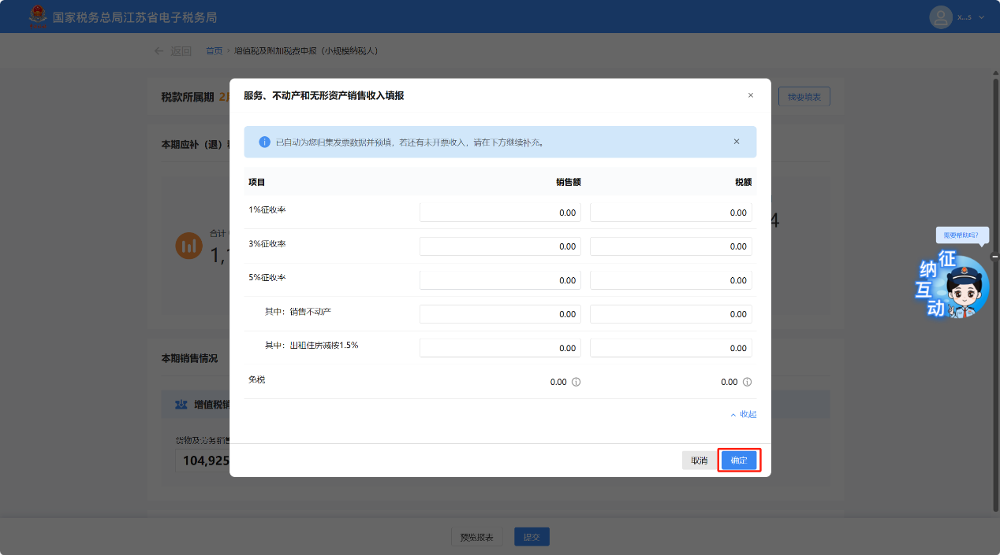 国家税务总局江苏省电子税务局
x...s
返回 首页 增值税及附加税费申报（小规模纳税人）
税款所属期 2
我要填表
服务、不动产和无形资产销售收入填报
已自动为您归集发票数据并预填，若还有未开票收入，请在下方继续补充。
本期应补（退）
项目 销售额 税额
1%征收率 0.00 0.00
3%征收率 0.00 0.00
5%征收率 0.00 0.00
其中：销售不动产 0.00 0.00
其中：出租住房减按1.5% 0.00 0.00
免税 0.00 0.00
收起
取消 确定
合计
1,
4
本期销售情况
增值税销
货物及劳务销售
104,925
需要帮助吗？
征纳互动
预览报表 提交